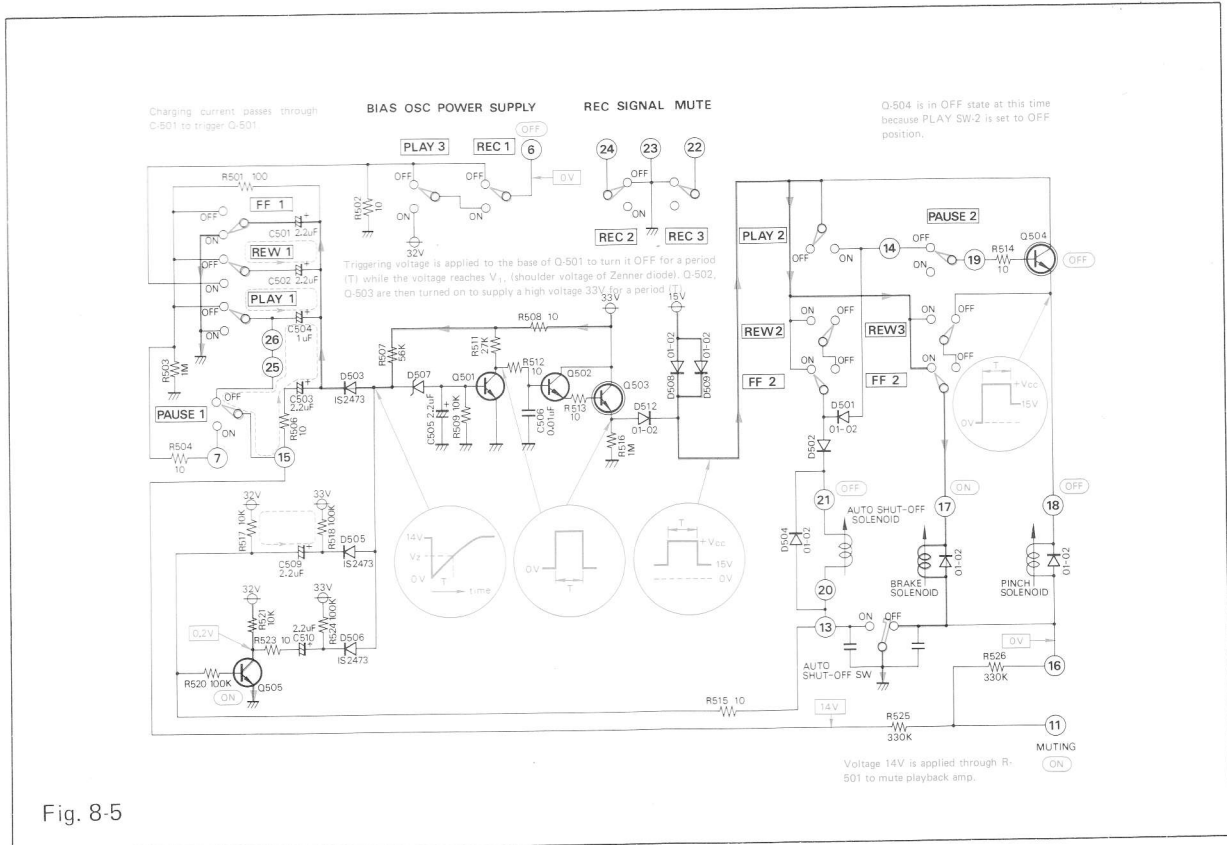 Charging current passes through
C-501 to trigger Q-501.
BIAS OSC POWER SUPPLY
REC SIGNAL MUTE
Q-504 is in OFF state at this time
because PLAY SW-2 is set to OFF
position.
OFF
PLAY 3
REC 1
6
24
23
22
0V
R501 100
OFF
OFF
OFF
OFF
FF 1
R502
10
ON
ON
ON
ON
PAUSE 2
OFF
C501
2.2uF
32V
REC 2
REC 3
PLAY 2
OFF
14
OFF
Q504
ON
REW 1
ON
ON
19
R514
10
OFF
OFF
C502
2.2uF
Triggering voltage is applied to the base of Q-501 to turn it OFF for a period
(T) while the voltage reaches Vz, (shoulder voltage of Zenner diode). Q-502,
Q-503 are then turned on to supply a high voltage 33V for a period (T).
ON
PLAY 1
33V
15V
OFF
C504
1uF
R508 10
REW2
ON
OFF
REW3
ON
OFF
ON
26
R507
56K
R511
27K
R512
10
01-02
01-02
R503
1M
25
D503
IS2473
D507
Q501
Q502
D508
D509
FF 2
OFF
FF 2
OFF
T
+Vcc
C503
2.2uF
Q503
15V
0V
PAUSE 1
OFF
R506
10
C505 2.2uF
R509 10K
C506
0.01uF
R513
10
D512
01-02
D501
01-02
ON
R516
1M
D502
R504
10
7
15
21
OFF
17
ON
18
OFF
32V
33V
AUTO SHUT-OFF
SOLENOID
R517 10K
R518 100K
D505
14V
Vz
0V
T
time
0V
T
T
+Vcc
15V
0V
D504
01-02
01-02
01-02
C509
2.2uF
IS2473
20
BRAKE
SOLENOID
PINCH
SOLENOID
32V
33V
R521
10K
2.2uF
C510
R524 100K
13
ON
OFF
0.2V
R523 10
D506
IS2473
0V
16
R520 100K
Q505
ON
AUTO
SHUT-OFF SW
R526
330K
R515 10
14V
R525
330K
11
MUTING
ON
Voltage 14V is applied through R-
501 to mute playback amp.
Fig. 8-5